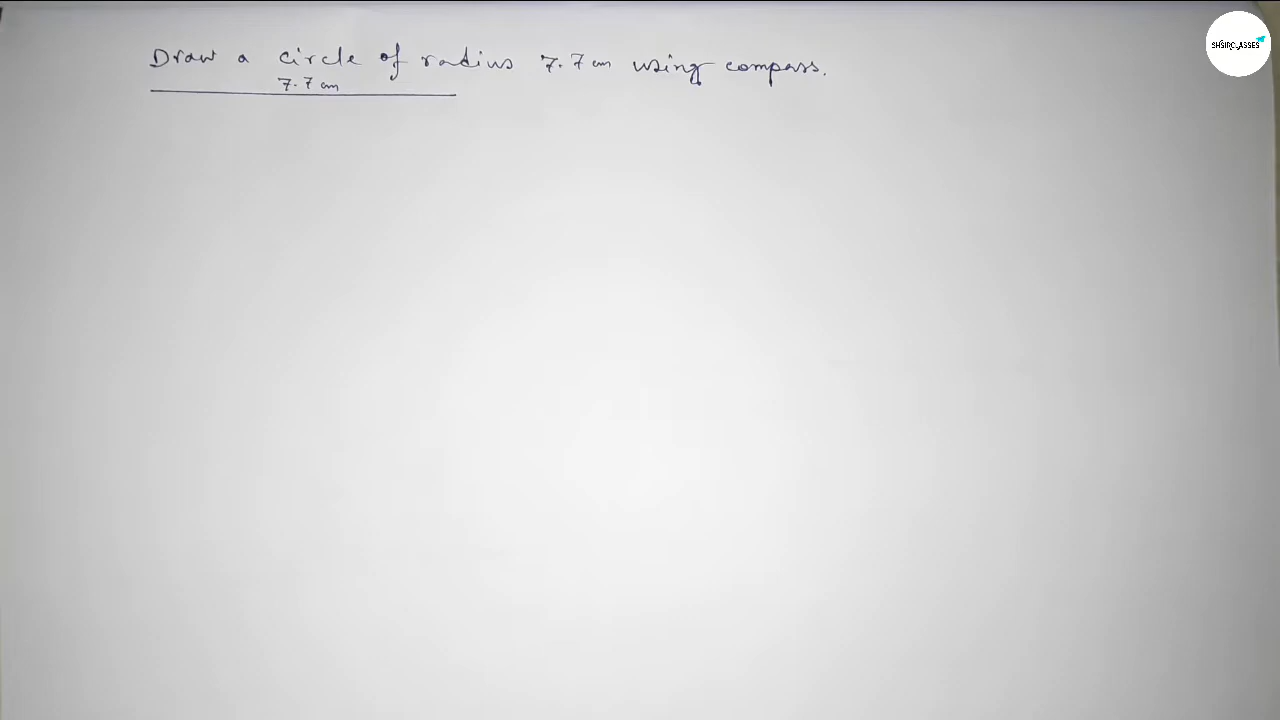 Draw a circle of radius 7.7 cm using compass.
7.7 cm
SHSIRCLASSES